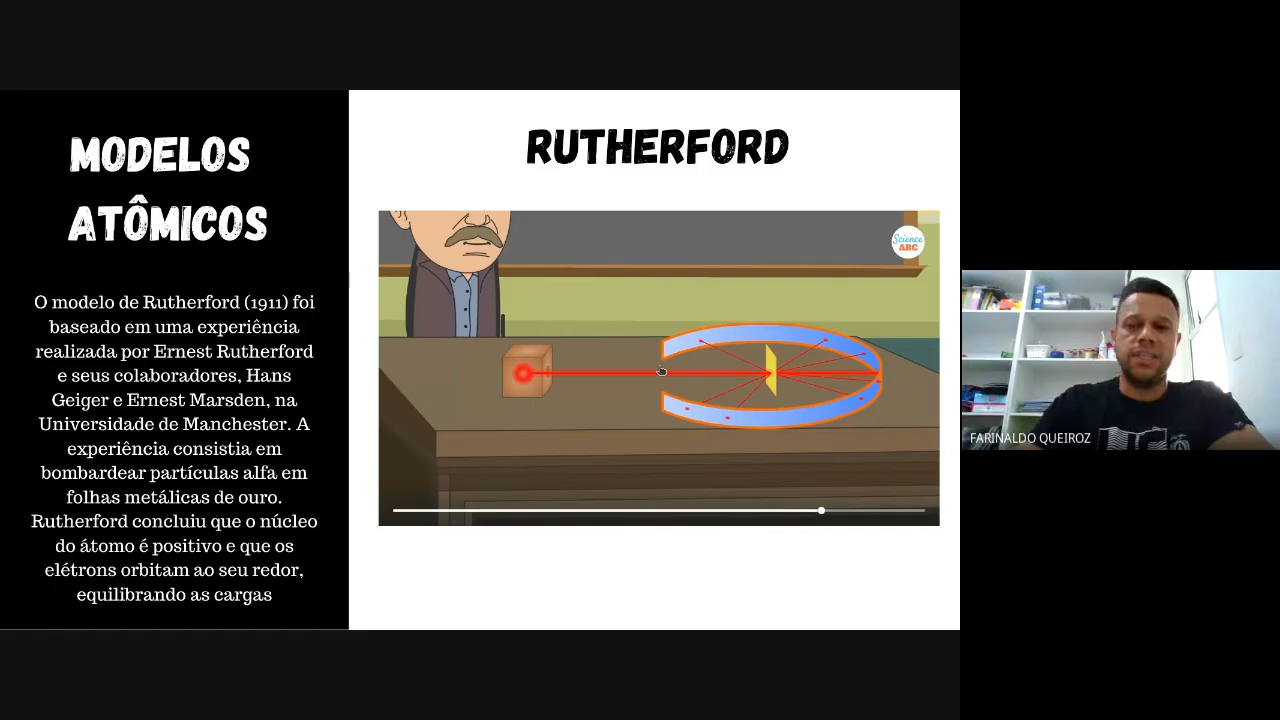 MODELOS
ATÔMICOS
O modelo de Rutherford (1911) foi
baseado em uma experiência
realizada por Ernest Rutherford
e seus colaboradores, Hans
Geiger e Ernest Marsden, na
Universidade de Manchester. A
experiência consistia em
bombardear partículas alfa em
folhas metálicas de ouro.
Rutherford concluiu que o núcleo
do átomo é positivo e que os
elétrons orbitam ao seu redor,
equilibrando as cargas
RUTHERFORD
Science
ABC
FARINALDO QUEIROZ